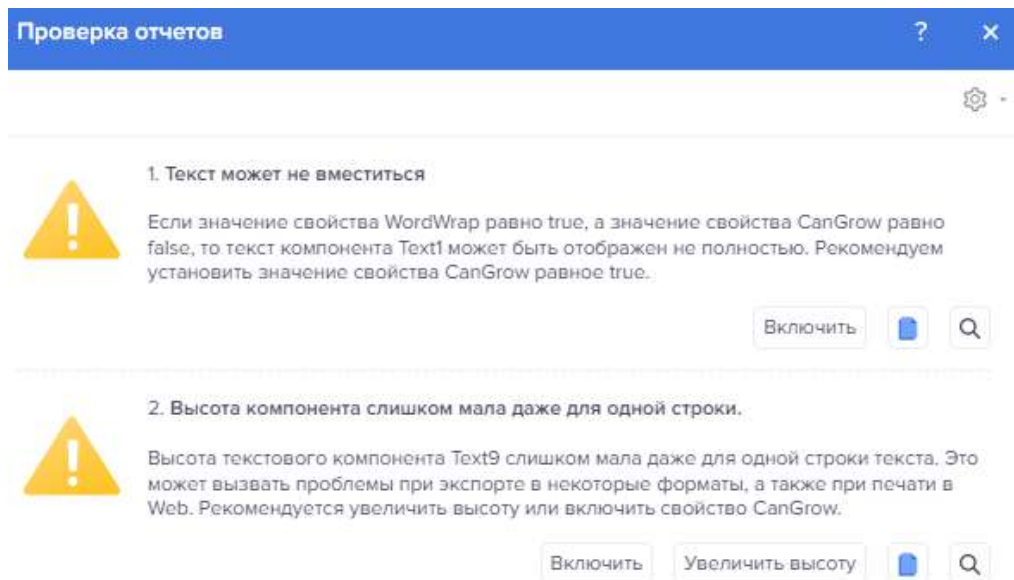 Проверка отчетов ? ×
1. Текст может не вместиться
Если значение свойства WordWrap равно true, а значение свойства CanGrow равно
false, то текст компонента Text1 может быть отображен не полностью. Рекомендуем
установить значение свойства CanGrow равное true.
Включить
2. Высота компонента слишком мала даже для одной строки.
Высота текстового компонента Text9 слишком мала даже для одной строки текста. Это
может вызвать проблемы при экспорте в некоторые форматы, а также при печати в
Web. Рекомендуется увеличить высоту или включить свойство CanGrow.
Включить Увеличить высоту